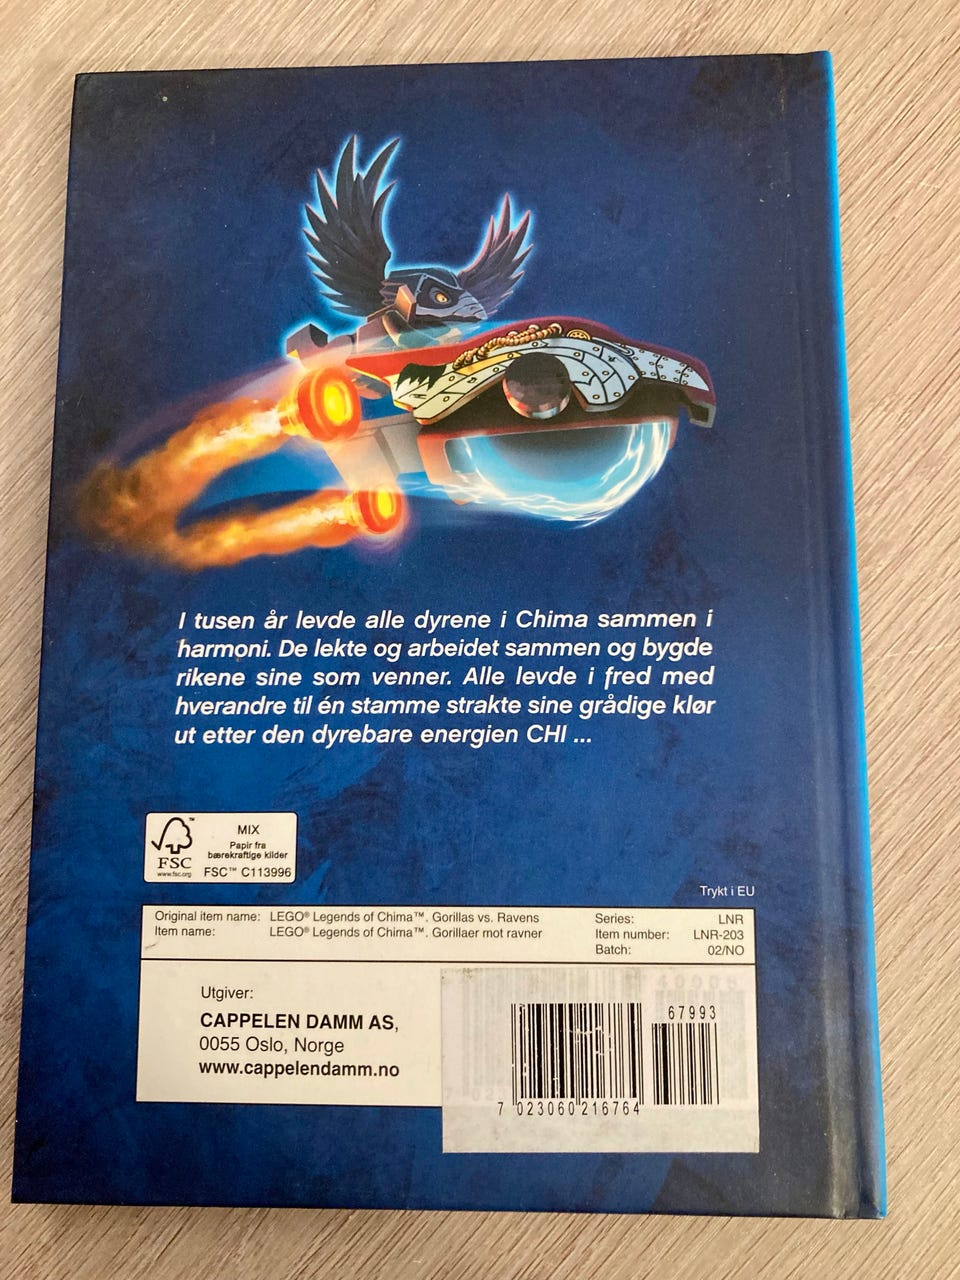 I tusen år levde alle dyrene i Chima sammen i
harmoni. De lekte og arbeidet sammen og bygde
rikene sine som venner. Alle levde i fred med
hverandre til én stamme strakte sine grådige klør
ut etter den dyrebare energien CHI ...
FSC
www.fsc.org
MIX
Papir fra
bærekraftige kilder
FSC™ C113996
Trykt i EU
Original item name: LEGO® Legends of Chima™. Gorillas vs. Ravens
Item name: LEGO® Legends of Chima™. Gorillaer mot ravner
Series: LNR
Item number: LNR-203
Batch: 02/NO
Utgiver:
CAPPELEN DAMM AS,
0055 Oslo, Norge
www.cappelendamm.no
67993
7 023060 216764